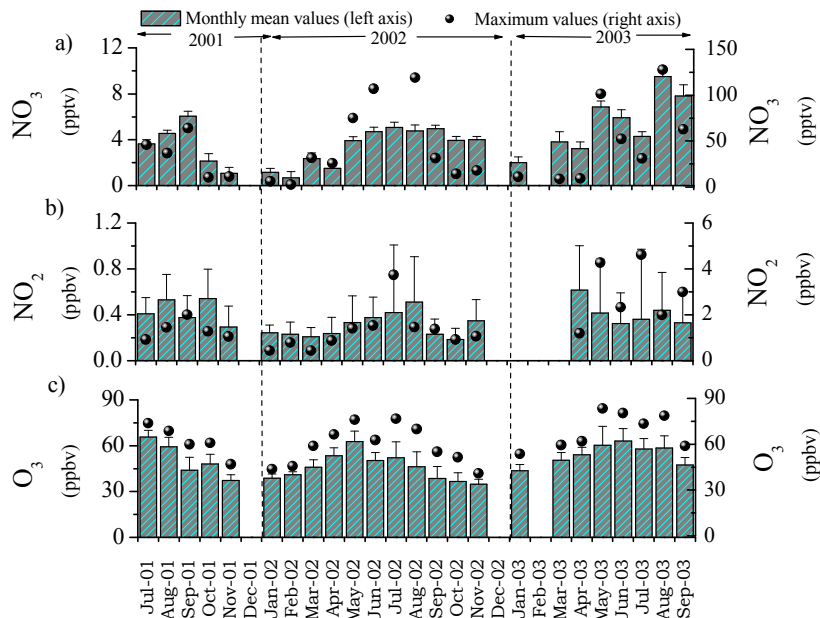 Monthly mean values (left axis) Maximum values (right axis)
2001 2002 2003
a)
NO3 (pptv)
12
8
4
0
150
100
50
0
NO3 (pptv)
b)
NO2 (ppbv)
1.2
0.8
0.4
0.0
6
4
2
0
NO2 (ppbv)
c)
O3 (ppbv)
90
60
30
0
90
60
30
0
O3 (ppbv)
Jul-01
Aug-01
Sep-01
Oct-01
Nov-01
Dec-01
Jan-02
Feb-02
Mar-02
Apr-02
May-02
Jun-02
Jul-02
Aug-02
Sep-02
Oct-02
Nov-02
Dec-02
Jan-03
Feb-03
Mar-03
Apr-03
May-03
Jun-03
Jul-03
Aug-03
Sep-03